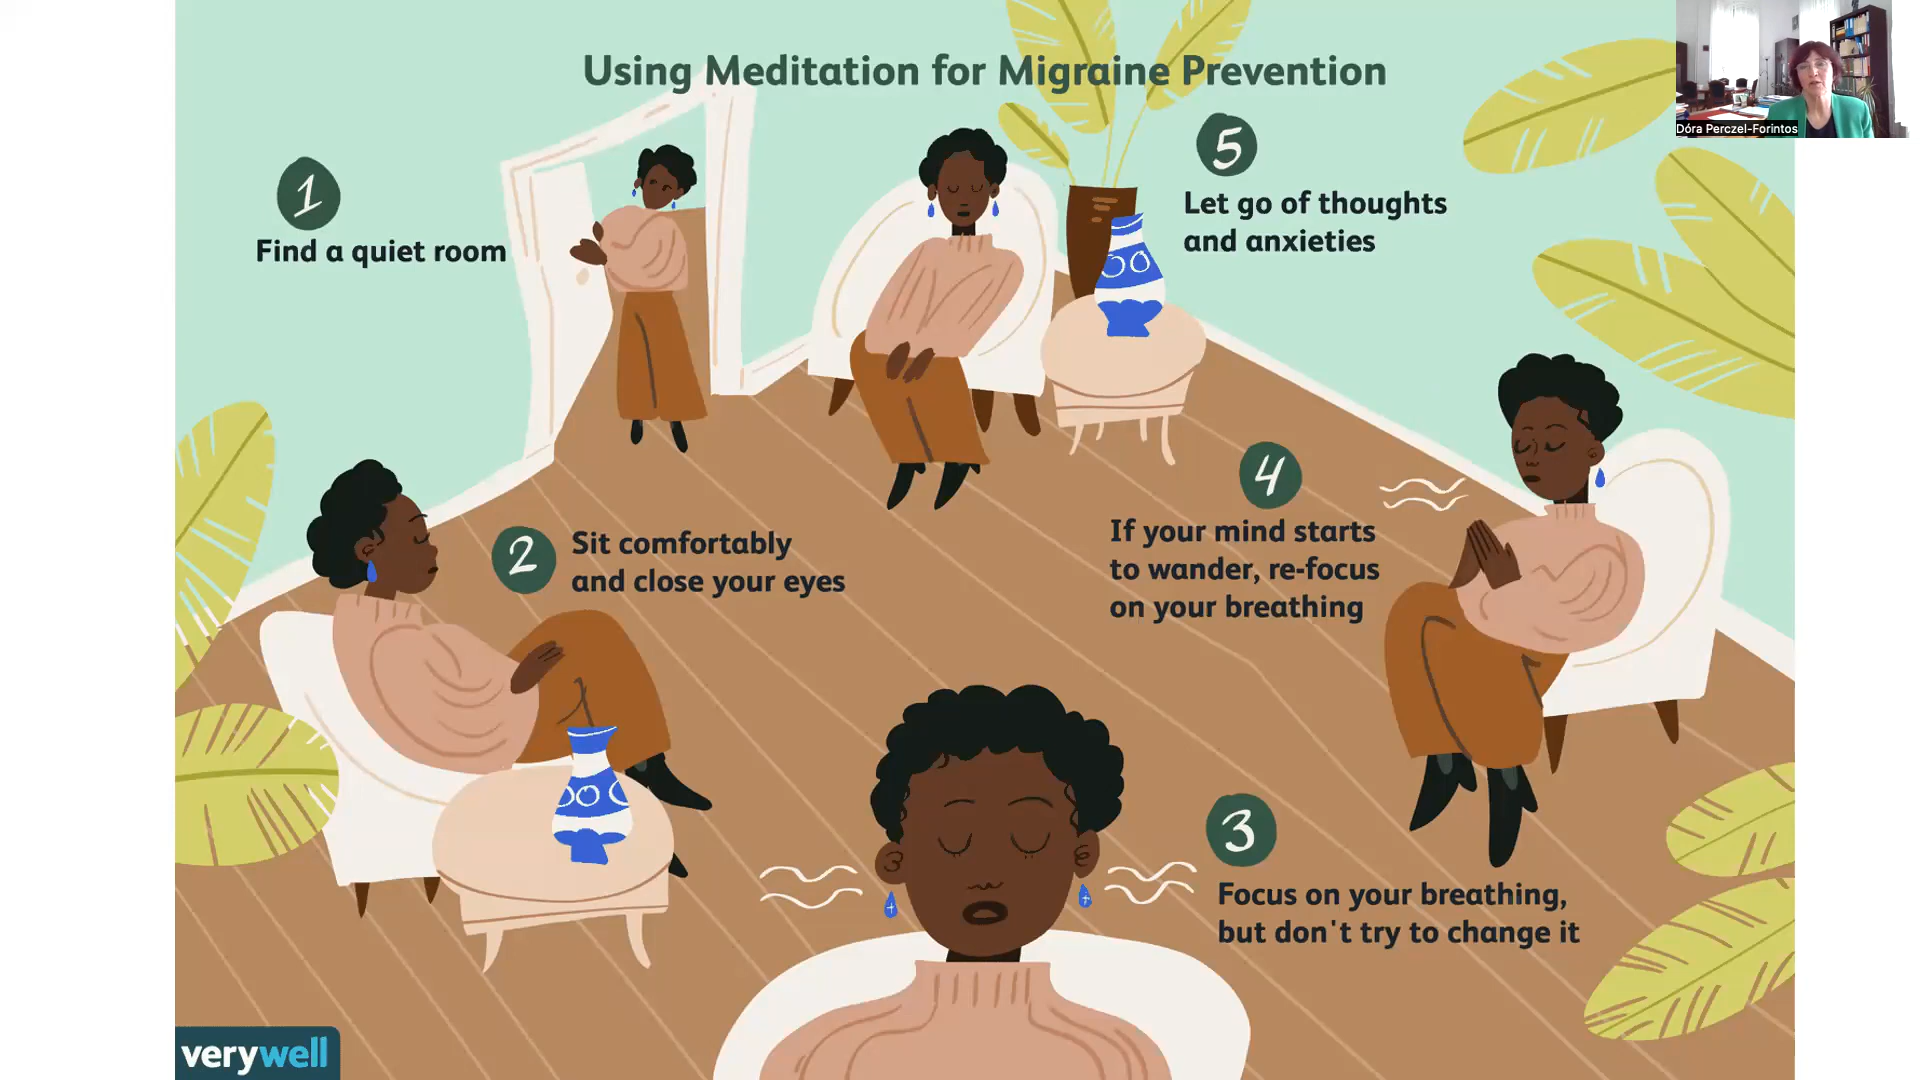 Using Meditation for Migraine Prevention
Dóra Perczel-Forintos
1
Find a quiet room
2
Sit comfortably
and close your eyes
3
Focus on your breathing,
but don't try to change it
4
If your mind starts
to wander, re-focus
on your breathing
5
Let go of thoughts
and anxieties
verywell